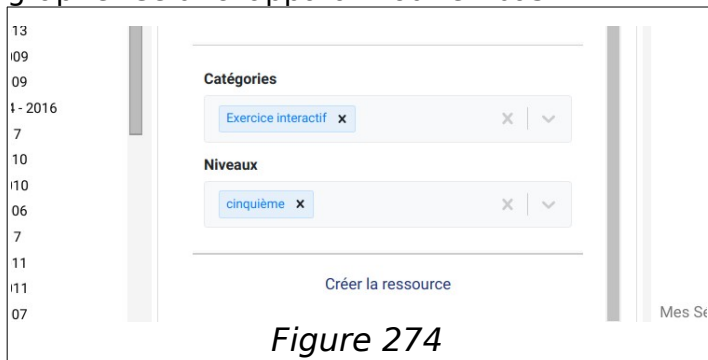 13
09
09
- 2016
7
10
10
06
7
11
11
07
Catégories
Exercice interactif x
Niveaux
cinquième x
Créer la ressource
Mes Sé
Figure 274